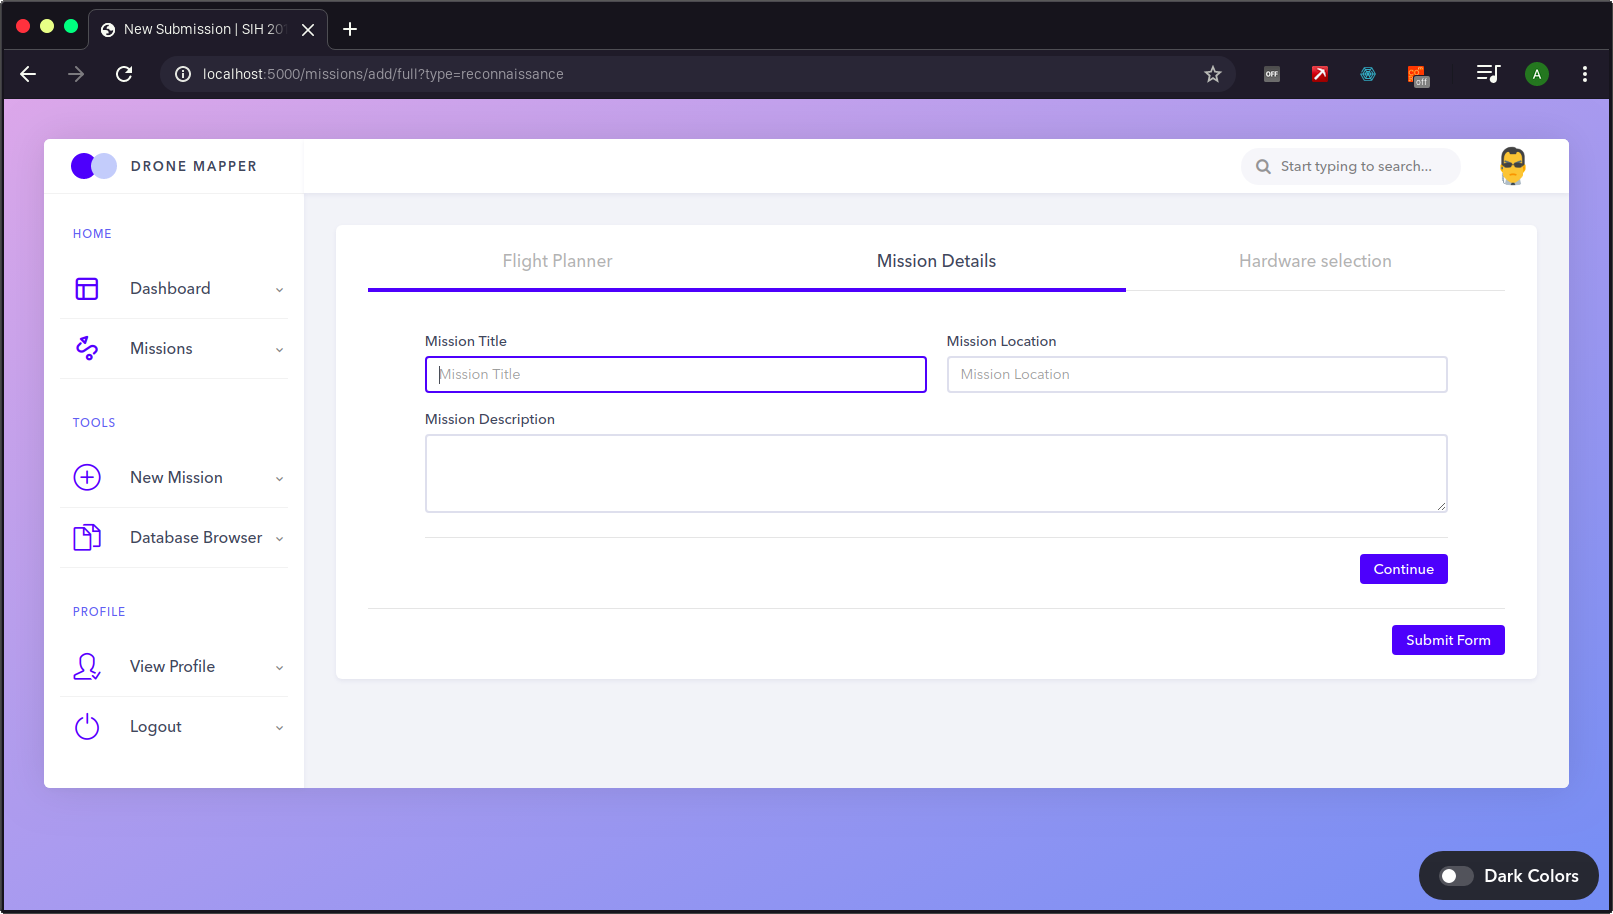 New Submission | SIH 201
localhost:5000/missions/add/full?type=reconnaissance
OFF
off
A
DRONE MAPPER
Start typing to search...
HOME
Dashboard
Missions
TOOLS
New Mission
Database Browser
PROFILE
View Profile
Logout
Flight Planner
Mission Details
Hardware selection
Mission Title
Mission Location
Mission Title
Mission Location
Mission Description
Continue
Submit Form
Dark Colors